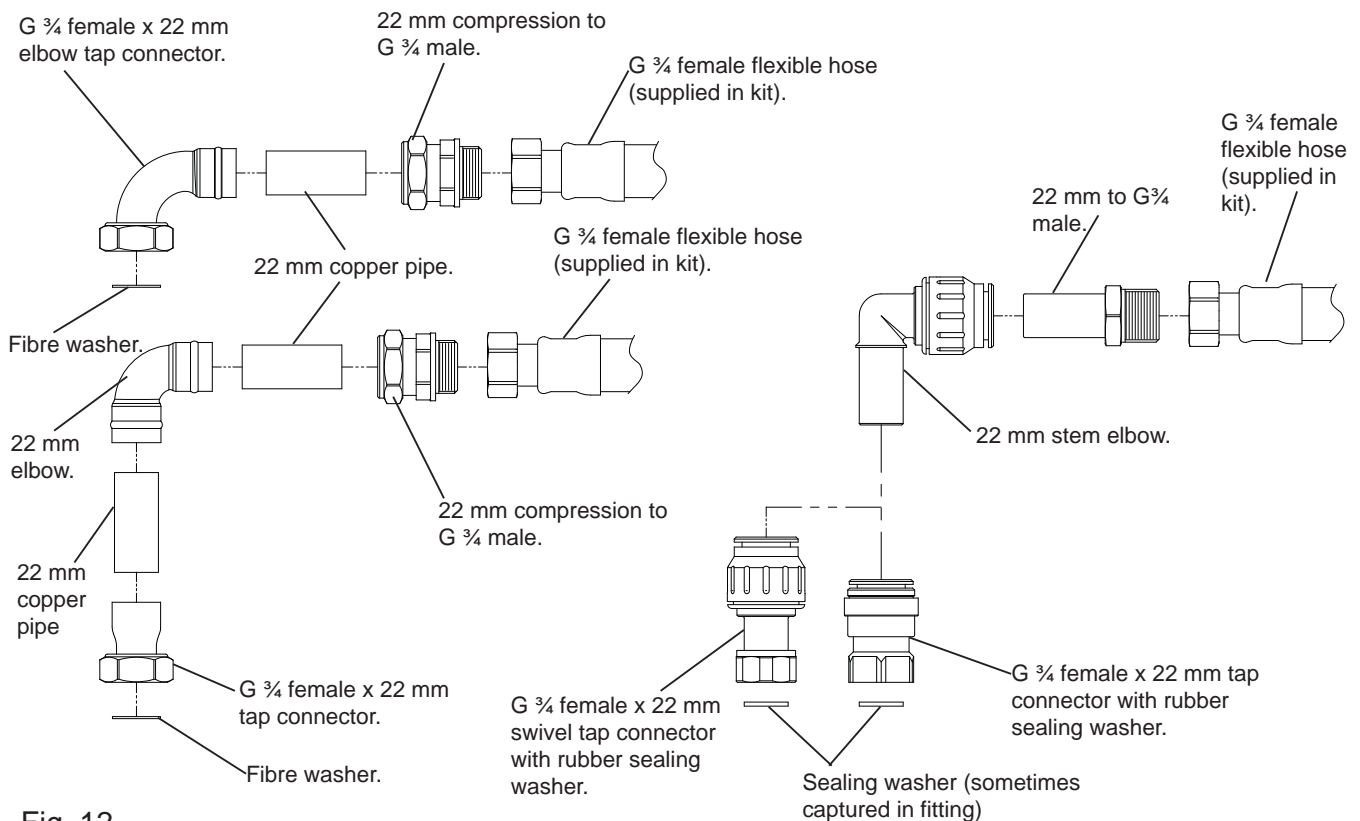 G ¾ female x 22 mm
elbow tap connector.
22 mm compression to
G ¾ male.
G ¾ female flexible hose
(supplied in kit).
G ¾ female
flexible hose
(supplied in
kit).
22 mm to G¾
male.
G ¾ female flexible hose
(supplied in kit).
22 mm copper pipe.
Fibre washer.
22 mm
elbow.
22 mm stem elbow.
22 mm compression to
G ¾ male.
22 mm
copper
pipe
G ¾ female x 22 mm
tap connector.
G ¾ female x 22 mm
swivel tap connector
with rubber sealing
washer.
G ¾ female x 22 mm tap
connector with rubber
sealing washer.
Fibre washer.
Sealing washer (sometimes
captured in fitting)
Fig. 12